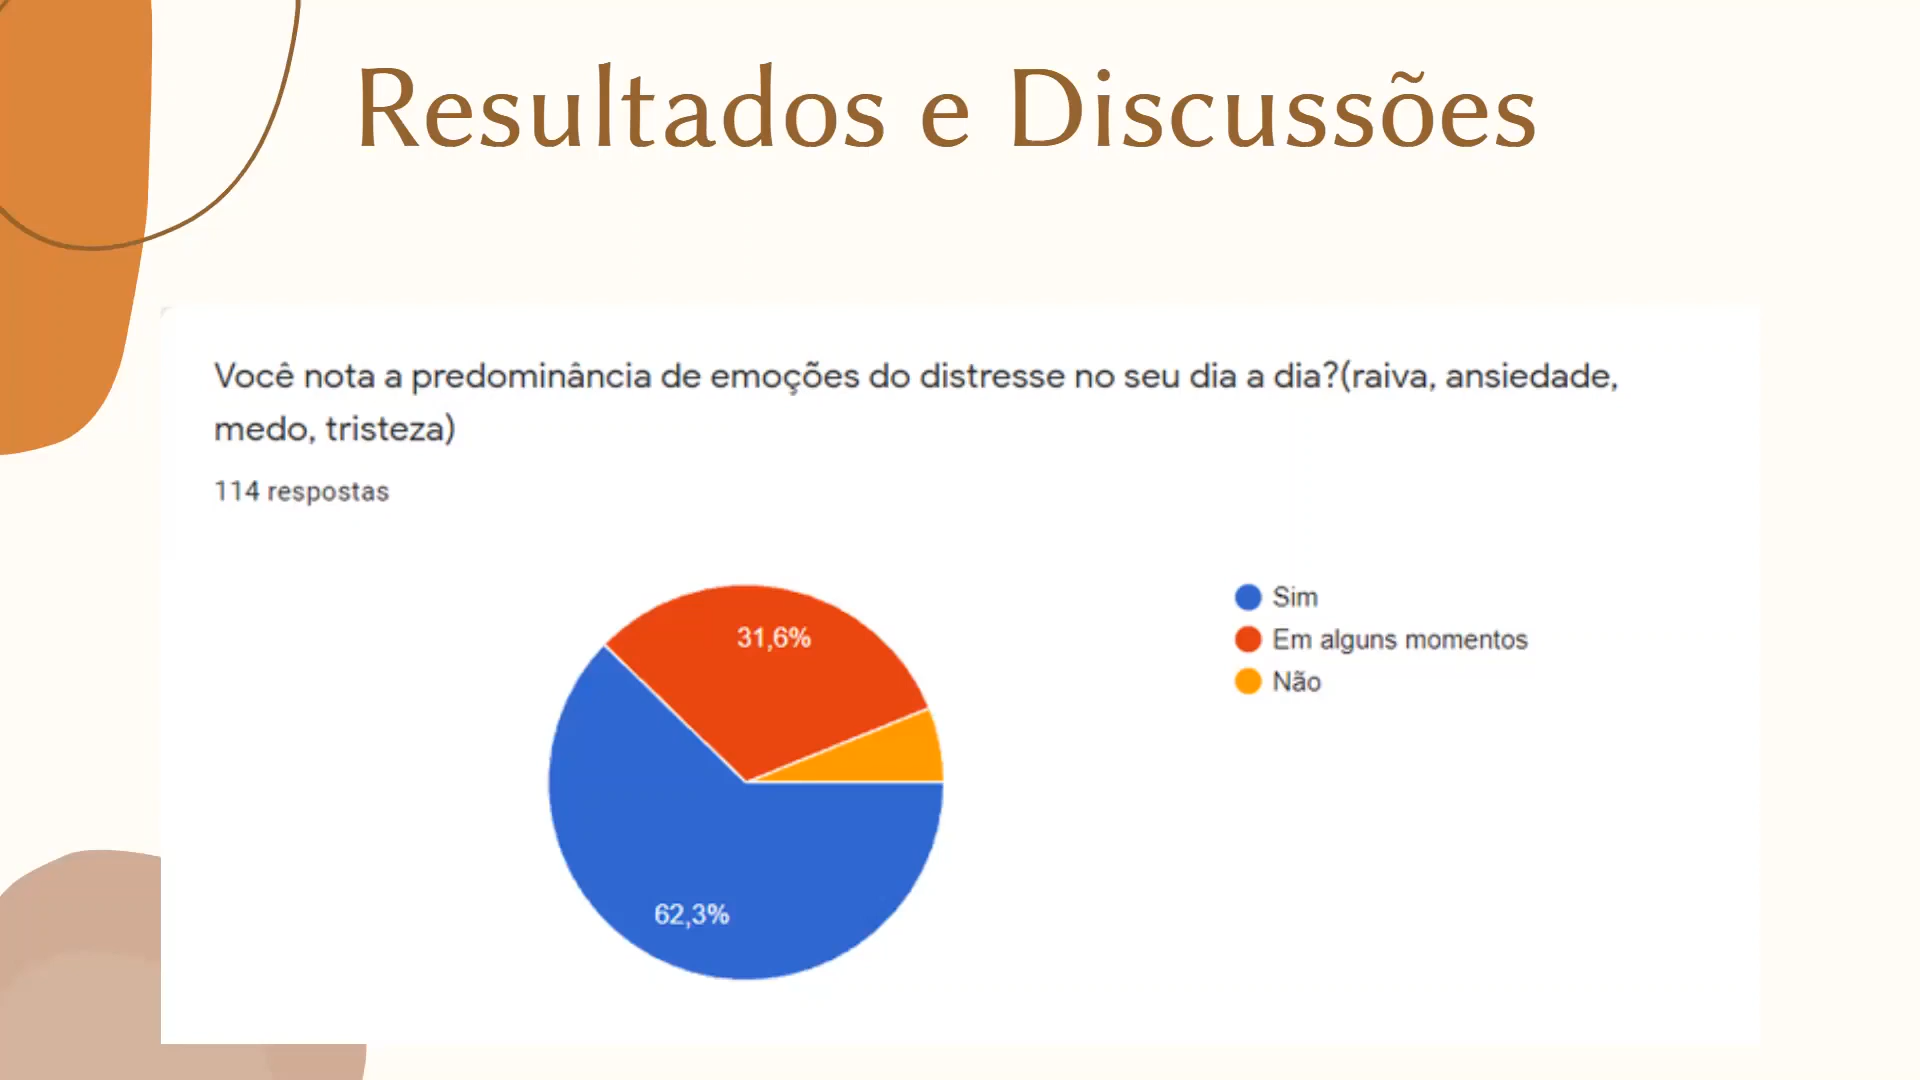 Resultados e Discussões
Você nota a predominância de emoções do distresse no seu dia a dia?(raiva, ansiedade,
medo, tristeza)
114 respostas
31,6%
62,3%
Sim
Em alguns momentos
Não